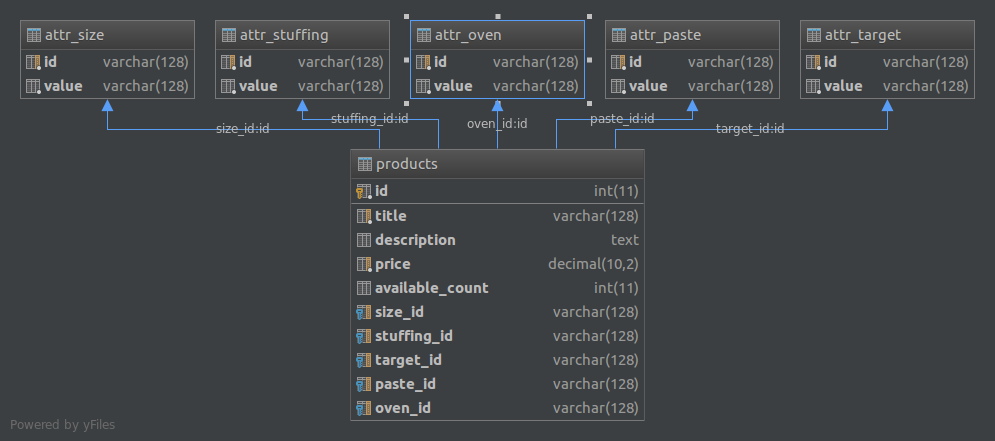 attr_size
id varchar(128)
value varchar(128)
attr_stuffing
id varchar(128)
value varchar(128)
attr_oven
id varchar(128)
value varchar(128)
attr_paste
id varchar(128)
value varchar(128)
attr_target
id varchar(128)
value varchar(128)
size_id:id
stuffing_id:id
oven_id:id
paste_id:id
target_id:id
products
id int(11)
title varchar(128)
description text
price decimal(10,2)
available_count int(11)
size_id varchar(128)
stuffing_id varchar(128)
target_id varchar(128)
paste_id varchar(128)
oven_id varchar(128)
Powered by yFiles